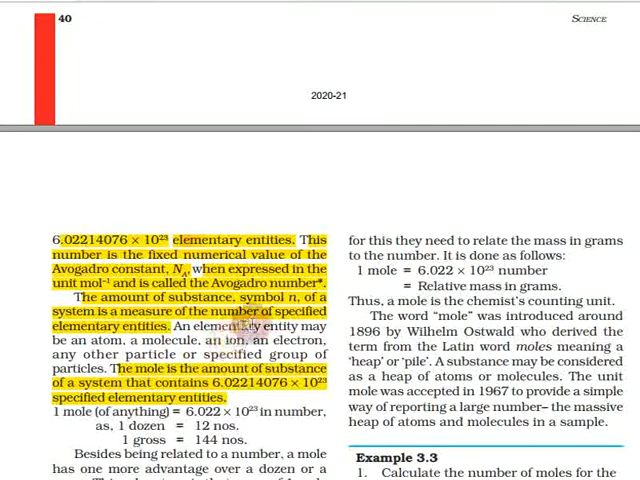 40
SCIENCE
2020-21
6.02214076 × 10²³ elementary entities. This
number is the fixed numerical value of the
Avogadro constant, N_A, when expressed in the
unit mol⁻¹ and is called the Avogadro number*.
The amount of substance, symbol n, of a
system is a measure of the number of specified
elementary entities. An elementary entity may
be an atom, a molecule, an ion, an electron,
any other particle or specified group of
particles. The mole is the amount of substance
of a system that contains 6.02214076 × 10²³
specified elementary entities.
1 mole (of anything) = 6.022 × 10²³ in number,
as, 1 dozen = 12 nos.
1 gross = 144 nos.
Besides being related to a number, a mole
has one more advantage over a dozen or a
for this they need to relate the mass in grams
to the number. It is done as follows:
1 mole = 6.022 × 10²³ number
= Relative mass in grams.
Thus, a mole is the chemist's counting unit.
The word “mole” was introduced around
1896 by Wilhelm Ostwald who derived the
term from the Latin word moles meaning a
‘heap’ or ‘pile’. A substance may be considered
as a heap of atoms or molecules. The unit
mole was accepted in 1967 to provide a simple
way of reporting a large number– the massive
heap of atoms and molecules in a sample.
Example 3.3
1. Calculate the number of moles for the